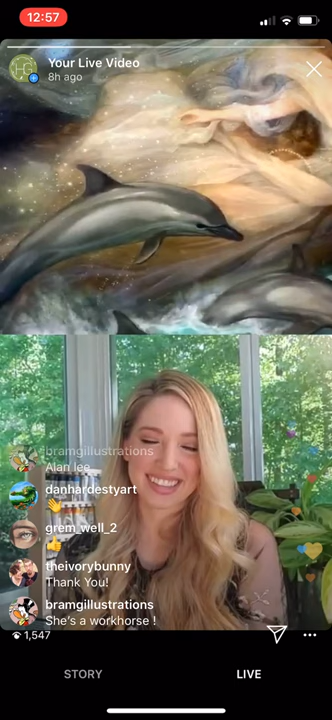 12:57
Your Live Video
8h ago
bramgillustrations
Alan lee
danhardestyart
grem_well_2
theivorybunny
Thank You!
bramgillustrations
She's a workhorse !
1,547
STORY
LIVE